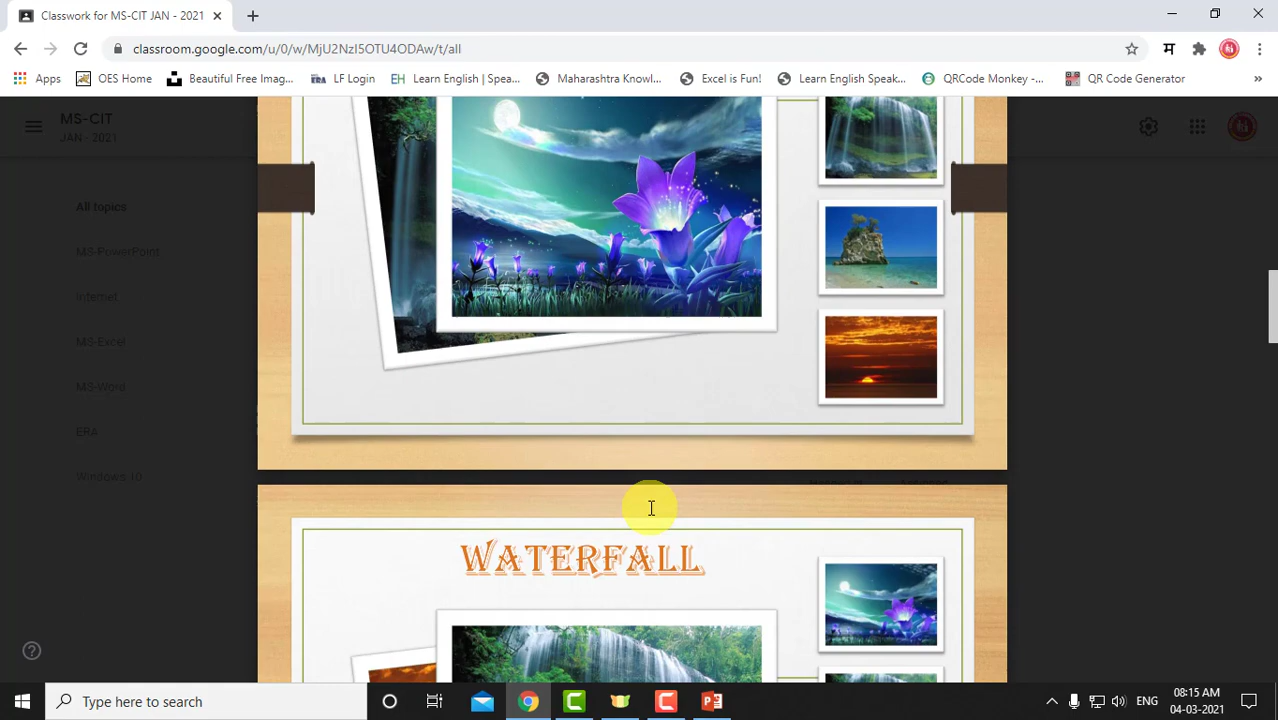 Classwork for MS-CIT JAN - 2021
classroom.google.com/u/0/w/MjU2NzI5OTU4ODAw/t/all
Apps
OES Home
Beautiful Free Imag...
LF Login
EH Learn English | Spea...
Maharashtra Knowl...
Excel is Fun!
Learn English Speak...
QRCode Monkey -...
QR Code Generator
»
MS-CIT
JAN - 2021
All topics
MS-PowerPoint
Internet
MS-Excel
MS-Word
ERA
Windows 10
WATERFALL
Type here to search
ENG
08:15 AM
04-03-2021